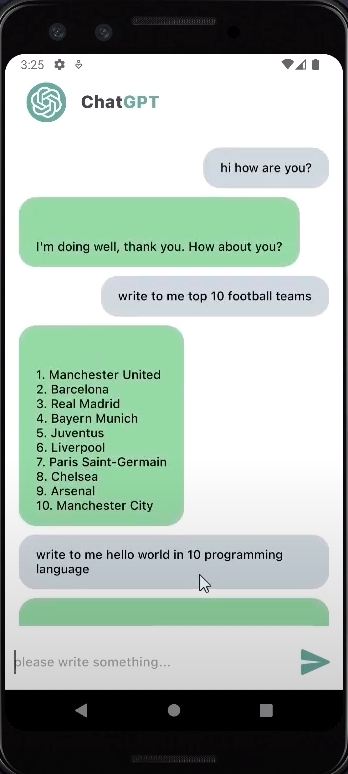 3:25
ChatGPT
hi how are you?
I'm doing well, thank you. How about you?
write to me top 10 football teams
1. Manchester United
2. Barcelona
3. Real Madrid
4. Bayern Munich
5. Juventus
6. Liverpool
7. Paris Saint-Germain
8. Chelsea
9. Arsenal
10. Manchester City
write to me hello world in 10 programming
language
please write something...